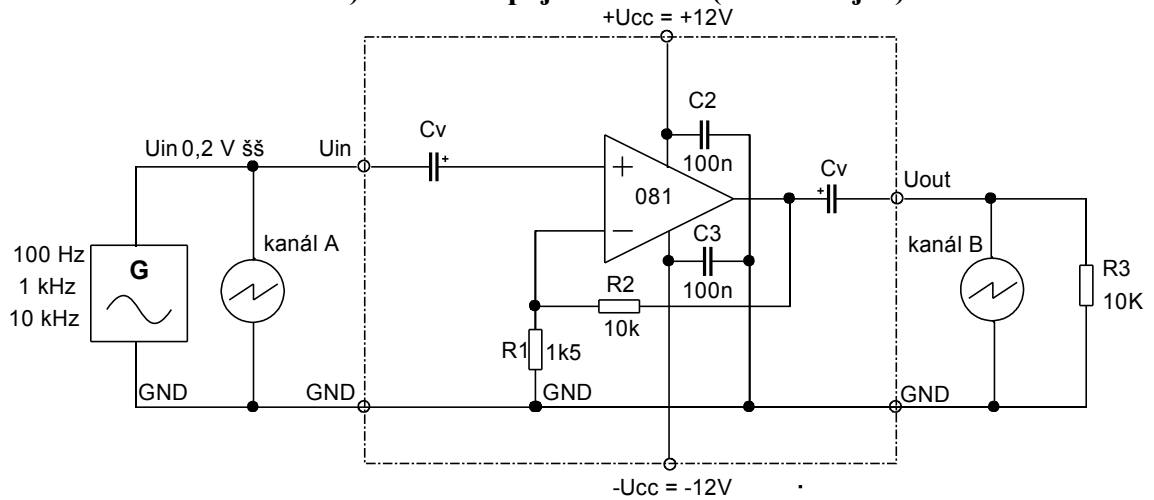 +Ucc = +12V
C2
100n
Cv
Uin 0,2 V šš
Uin
+
+
081
Cv
+
Uout
kanál A
kanál B
C3
100n
100 Hz
1 kHz
10 kHz
G
R2
10k
R3
10K
R1
1k5
GND
GND
GND
GND
-Ucc = -12V